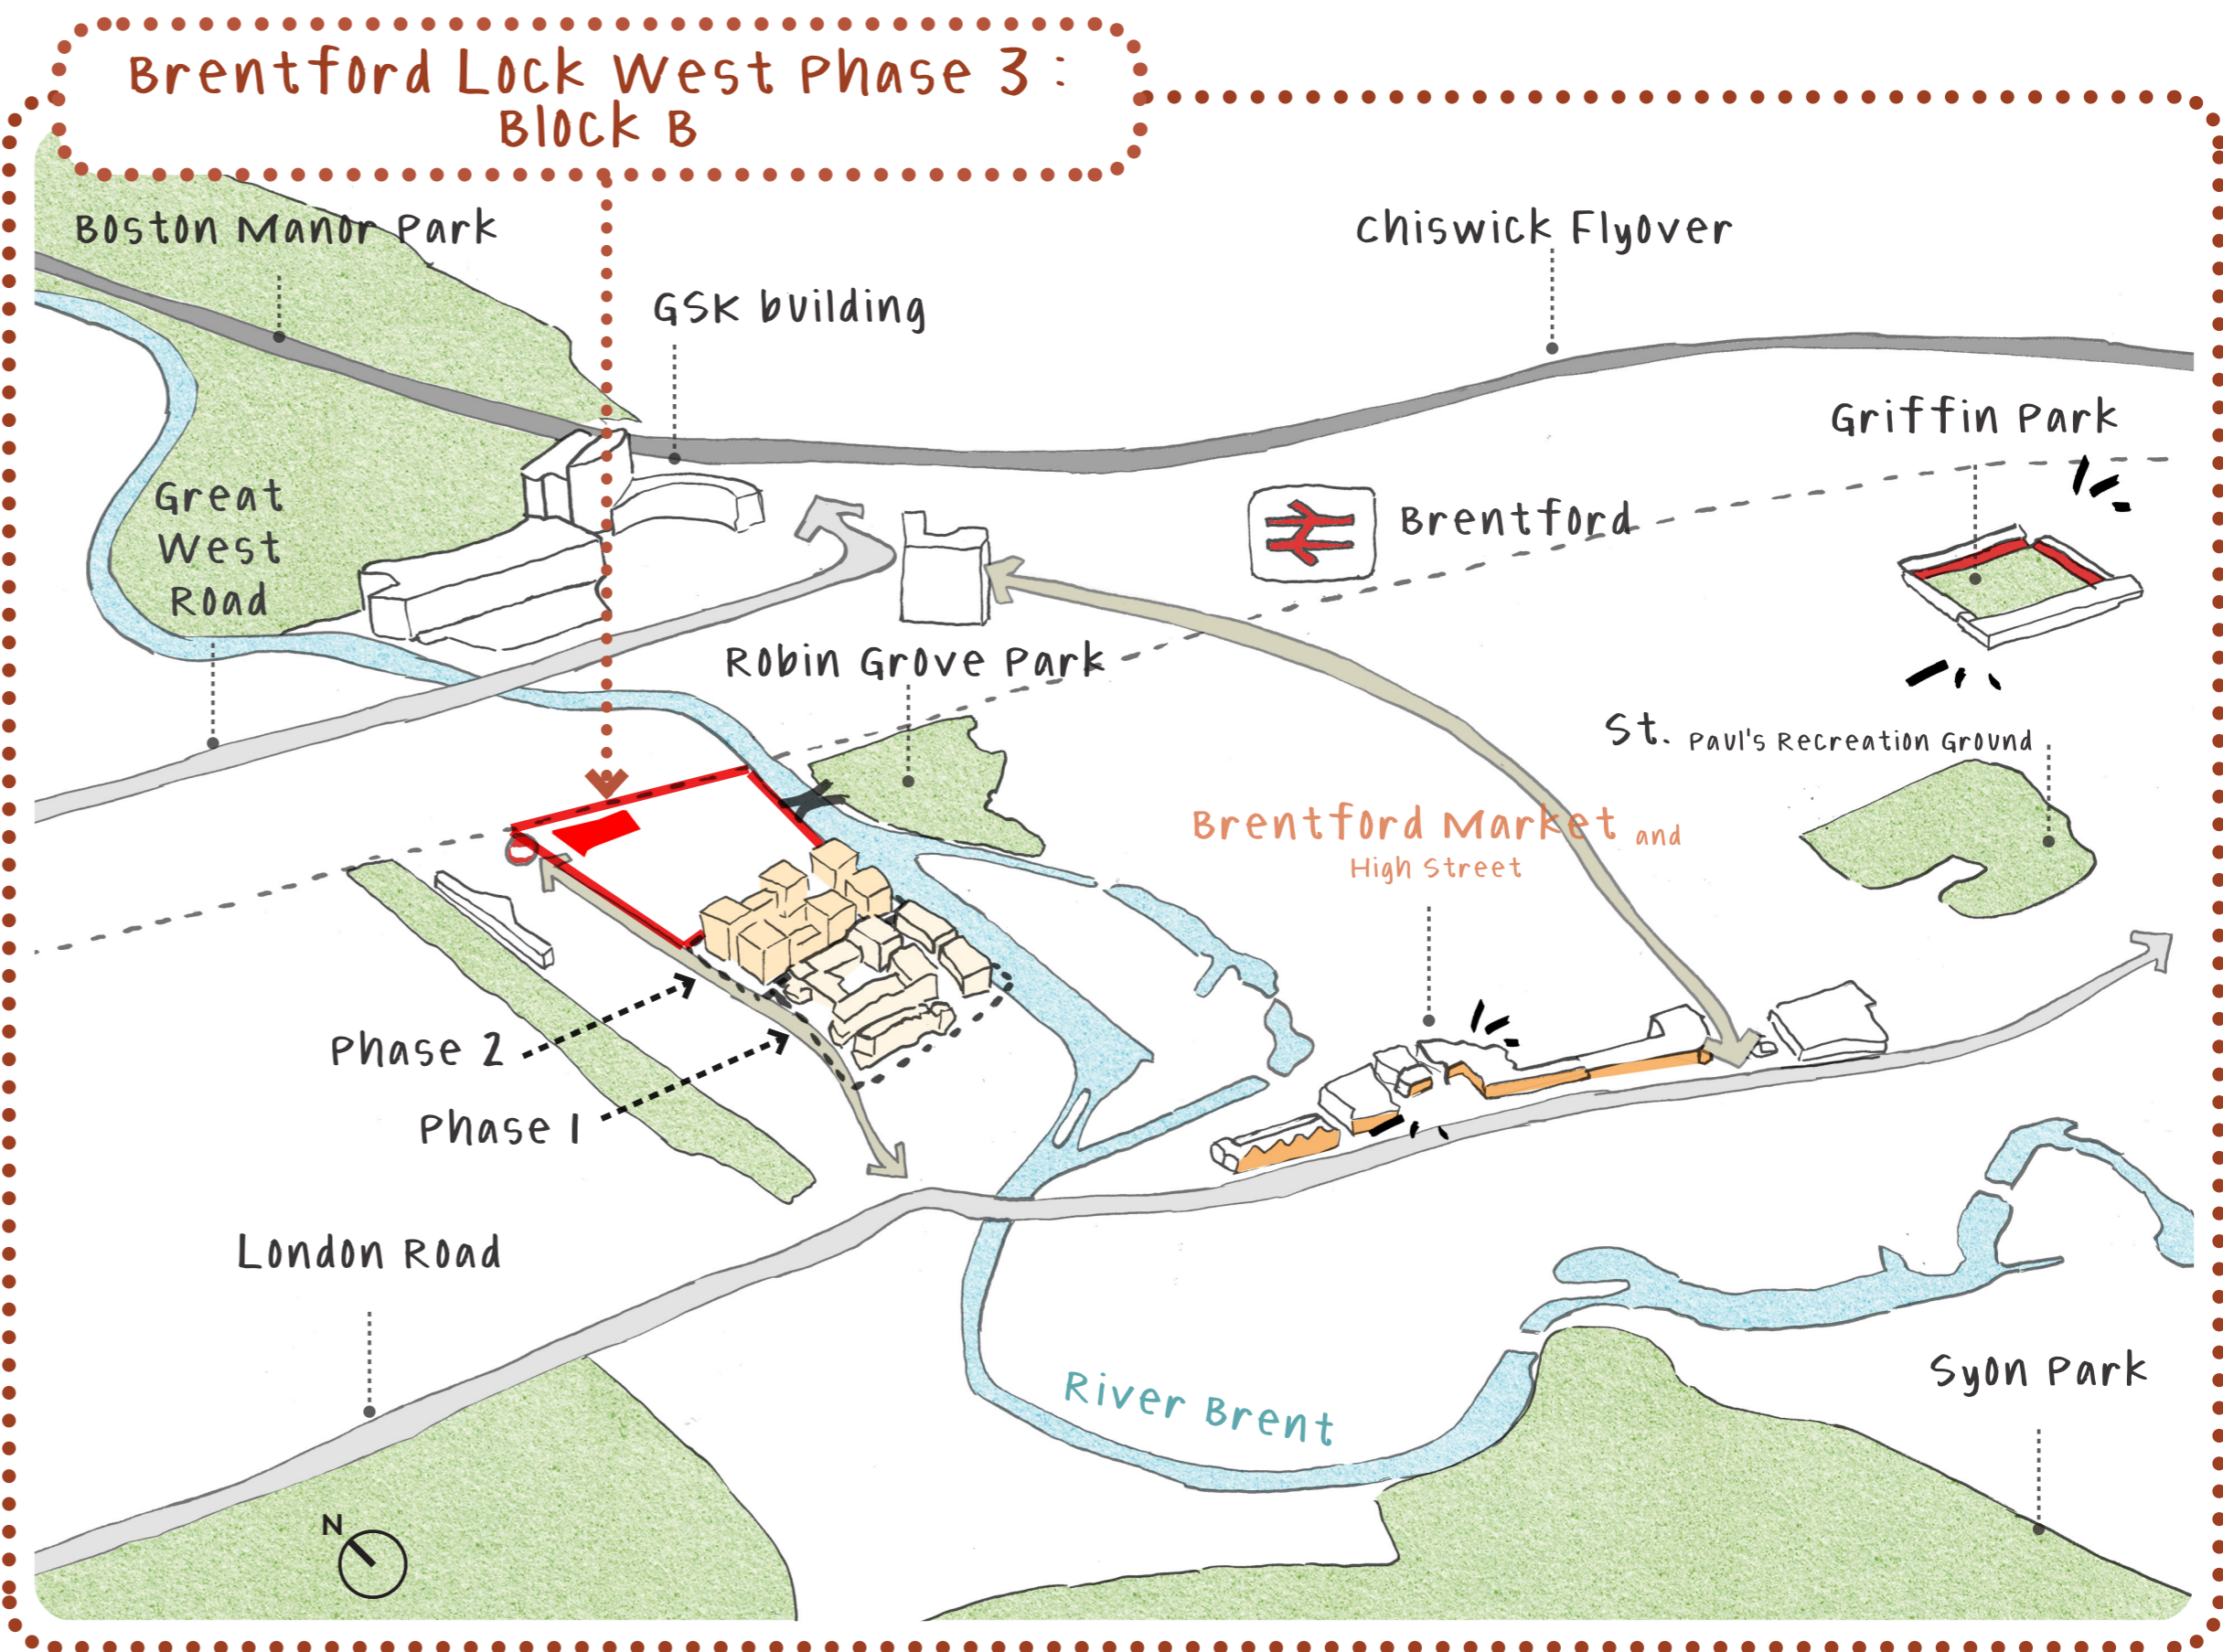 Brentford Lock West Phase 3 :
Block B
Boston Manor Park
Chiswick Flyover
GSK building
Griffin Park
Great
West
Road
Brentford
Robin Grove Park
St. Paul's Recreation Ground
Brentford Market and
High Street
Phase 2
Phase 1
London Road
River Brent
Syon Park
N